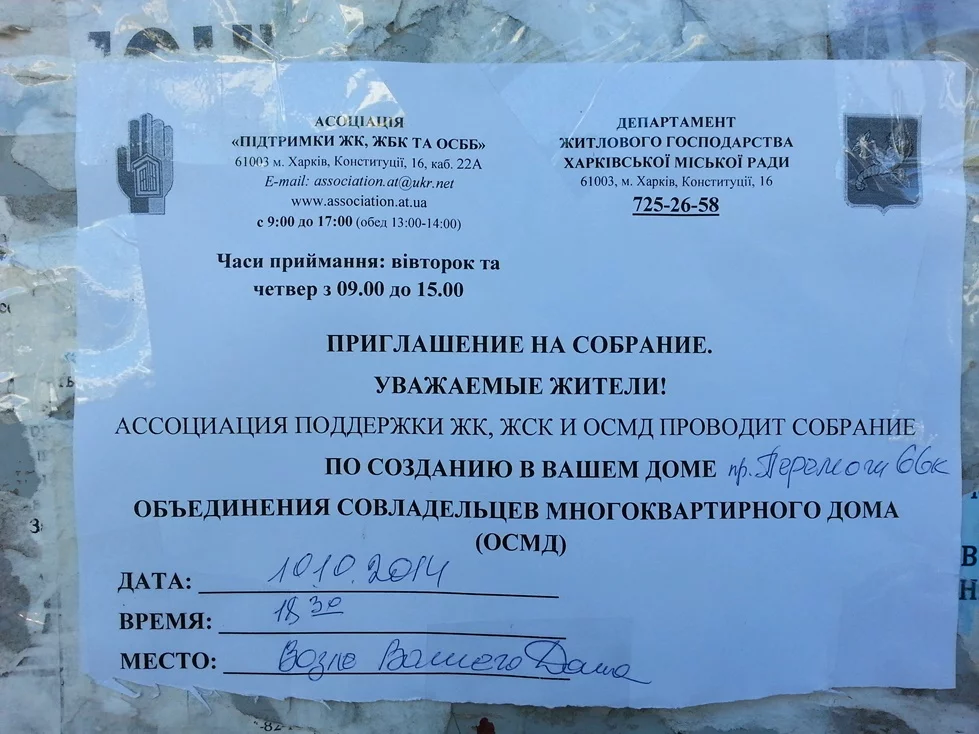 АСОЦІАЦІЯ
«ПІДТРИМКИ ЖК, ЖБК ТА ОСББ»
61003 м. Харків, Конституції, 16, каб. 22А
E-mail: association.at@ukr.net
www.association.at.ua
с 9:00 до 17:00 (обед 13:00-14:00)
ДЕПАРТАМЕНТ
ЖИТЛОВОГО ГОСПОДАРСТВА
ХАРКІВСЬКОЇ МІСЬКОЇ РАДИ
61003, м. Харків, Конституції, 16
725-26-58
Часи приймання: вівторок та
четвер з 09.00 до 15.00
ПРИГЛАШЕНИЕ НА СОБРАНИЕ.
УВАЖАЕМЫЕ ЖИТЕЛИ!
АССОЦИАЦИЯ ПОДДЕРЖКИ ЖК, ЖСК И ОСМД ПРОВОДИТ СОБРАНИЕ
ПО СОЗДАНИЮ В ВАШЕМ ДОМЕ пр. Перемоги 66к
ОБЪЕДИНЕНИЯ СОВЛАДЕЛЬЦЕВ МНОГОКВАРТИРНОГО ДОМА
(ОСМД)
ДАТА: 10.10.2014
ВРЕМЯ: 18 30
МЕСТО: Возле Вашего Дома